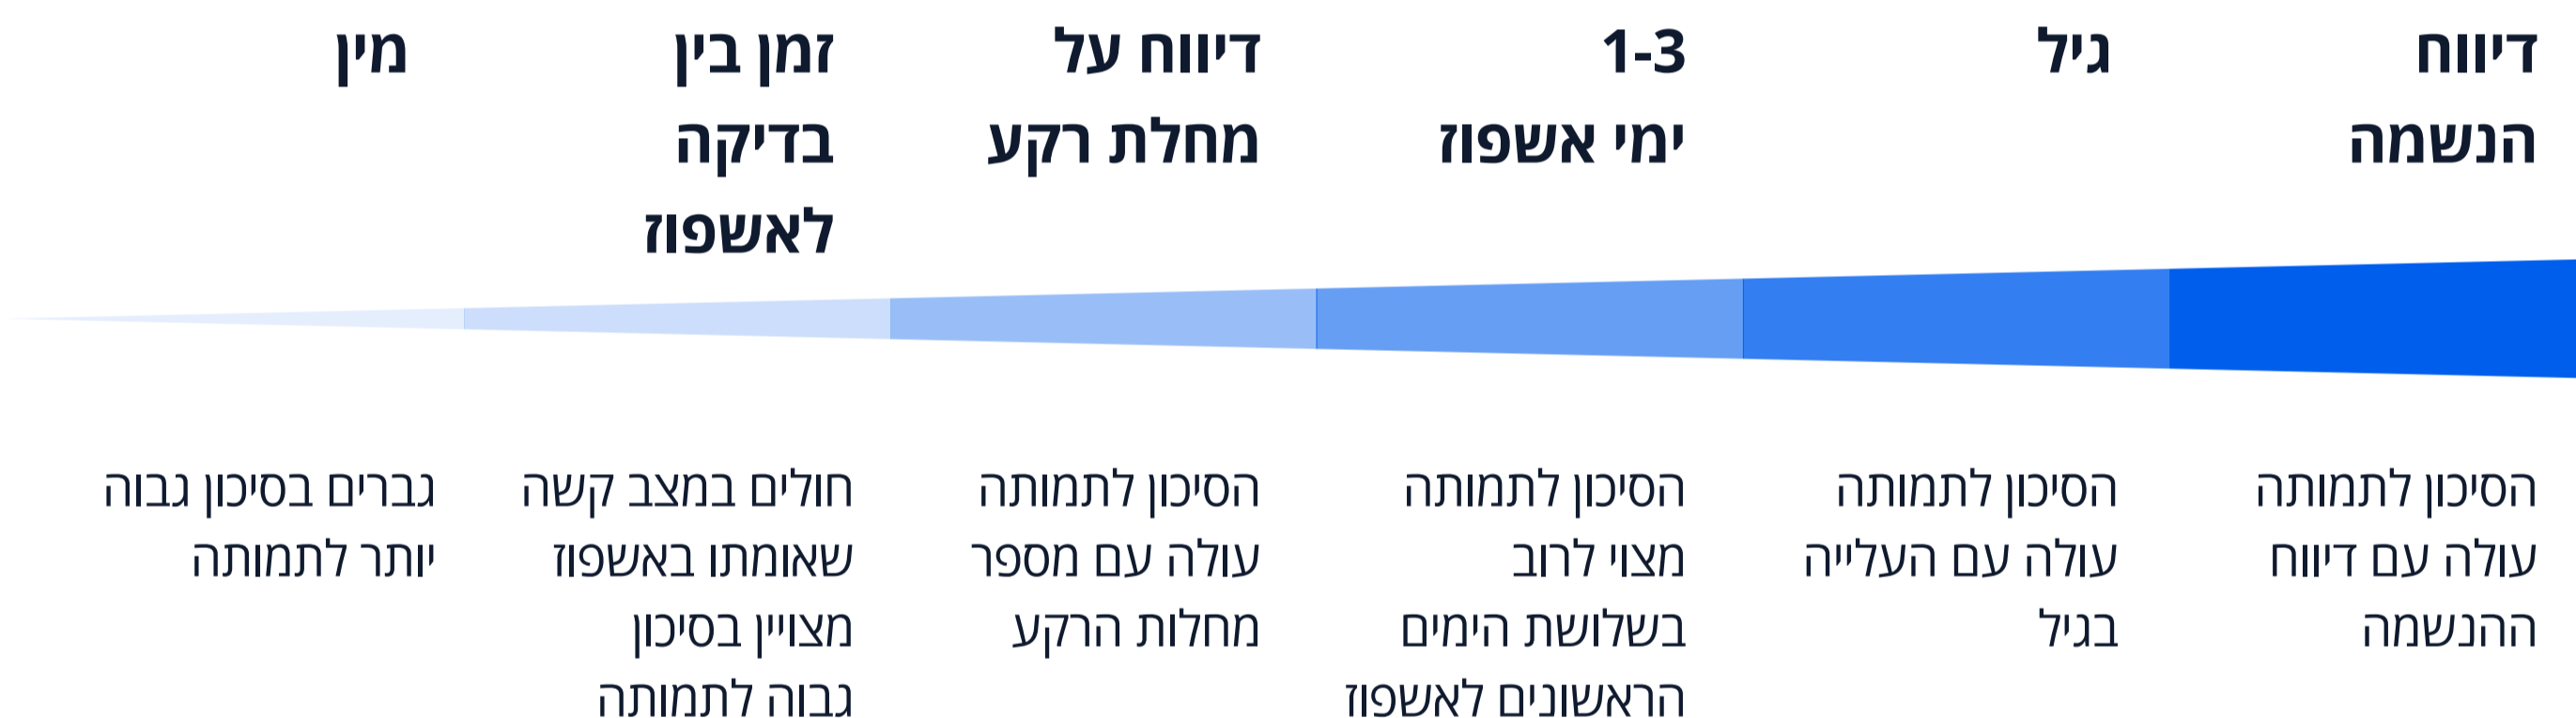 דיווח
הנשמה
גיל
1-3
ימי אשפוז
דיווח על
מחלת רקע
זמן בין
בדיקה
לאשפוז
מין
הסיכון לתמותה
עולה עם דיווח
ההנשמה
הסיכון לתמותה
עולה עם העלייה
בגיל
הסיכון לתמותה
מצוי לרוב
בשלושת הימים
הראשונים לאשפוז
הסיכון לתמותה
עולה עם מספר
מחלות הרקע
חולים במצב קשה
שאומתו באשפוז
מצויין בסיכון
גבוה לתמותה
גברים בסיכון גבוה
יותר לתמותה